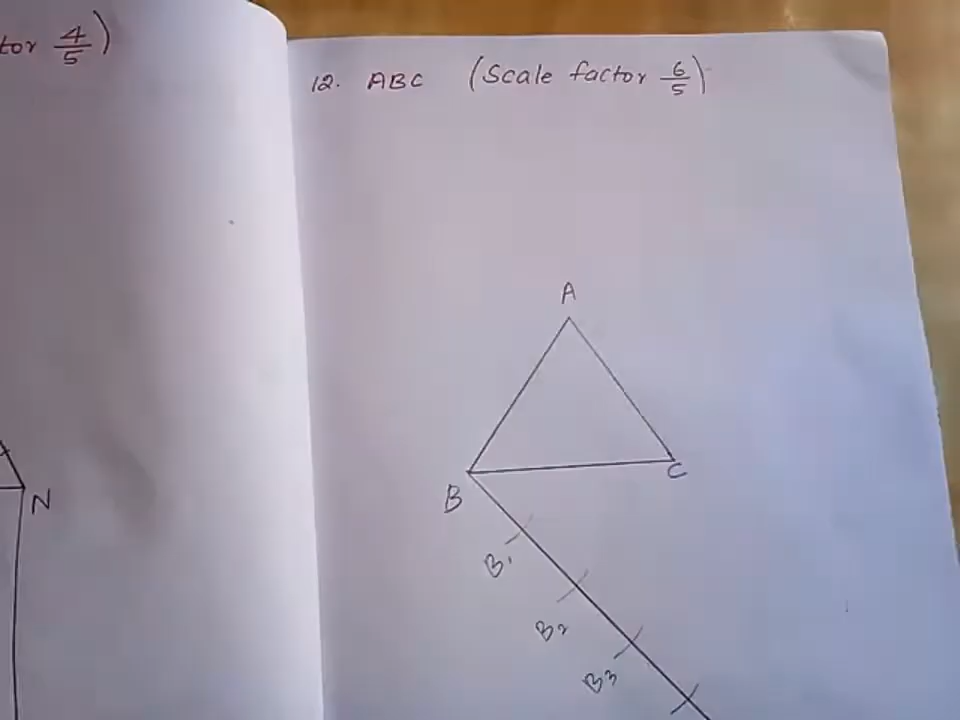 tor 4/5)
12. ABC (Scale factor 6/5)
A
B
C
N
B1
B2
B3